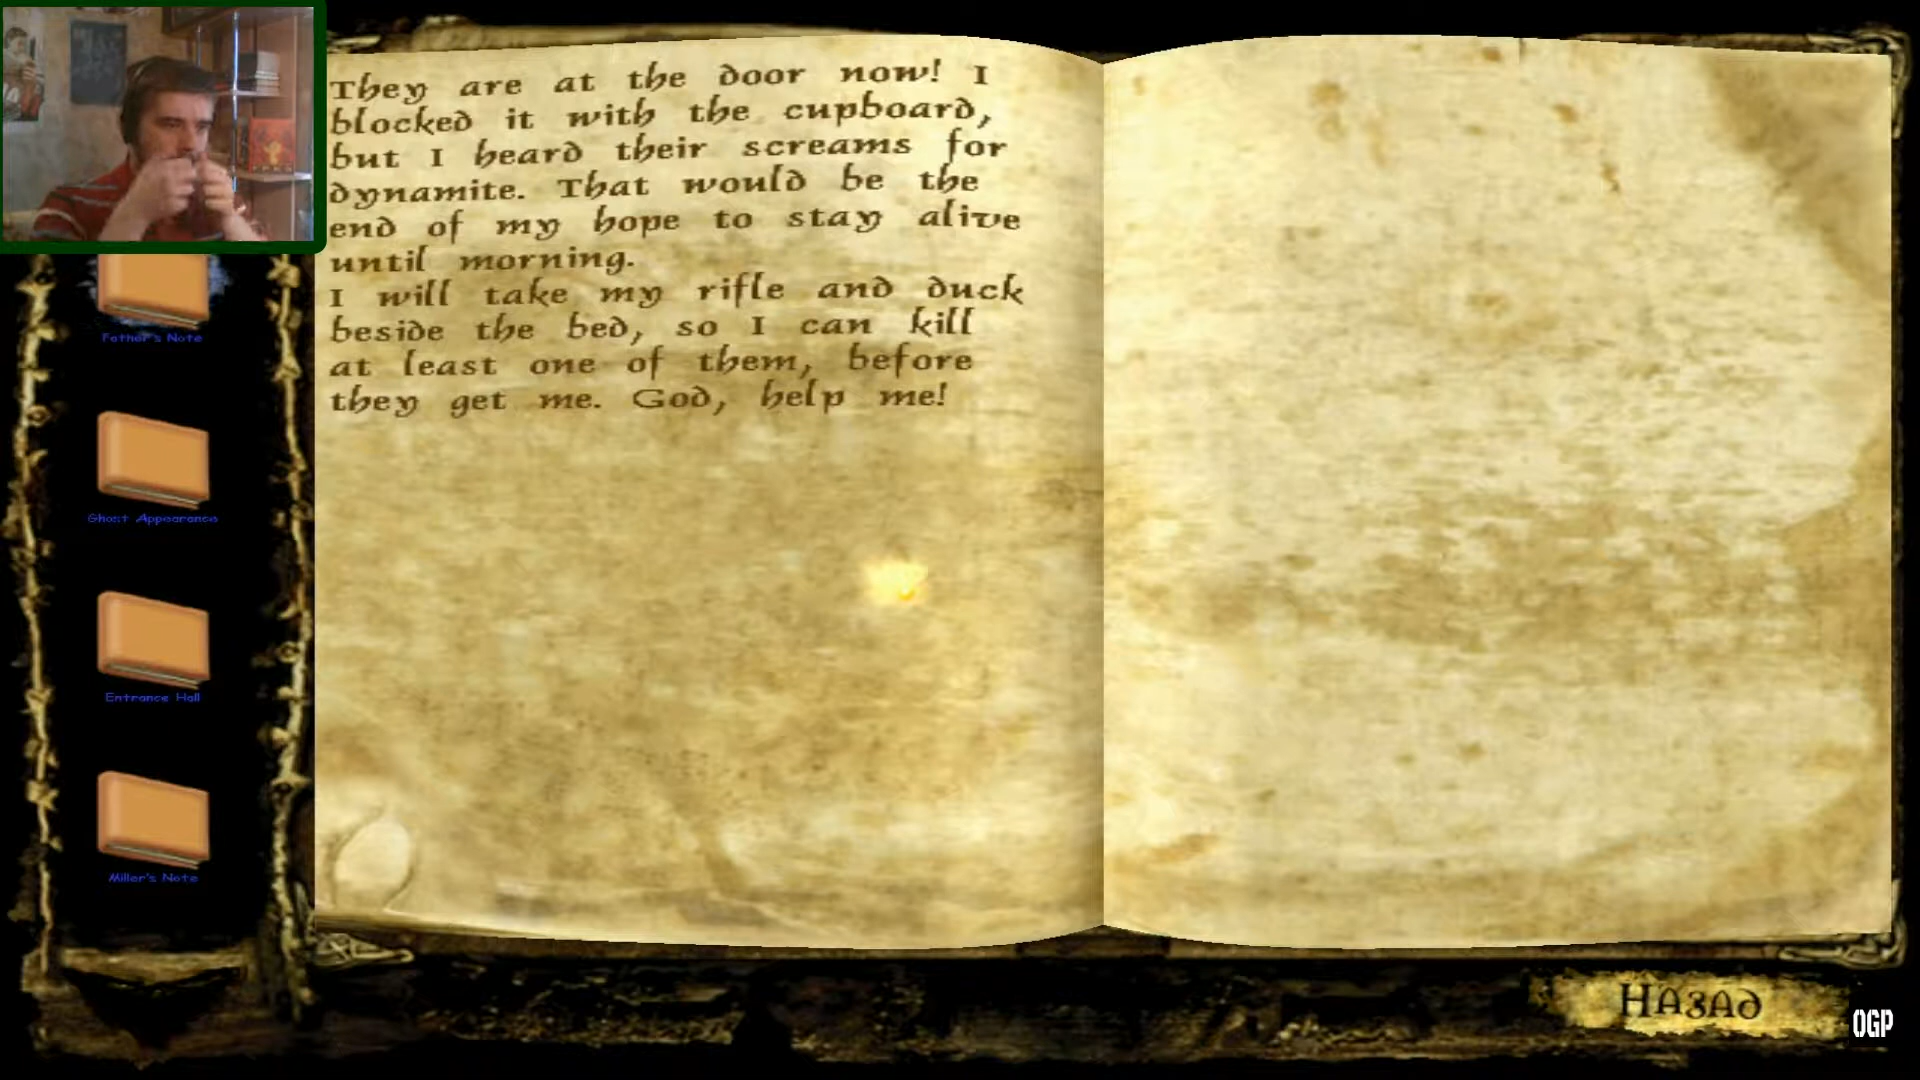 They are at the door now! I
blocked it with the cupboard,
but I heard their screams for
dynamite. That would be the
end of my hope to stay alive
until morning.
I will take my rifle and duck
beside the bed, so I can kill
at least one of them, before
they get me. God, help me!
Father's Note
Ghost Appearance
Entrance Hall
Miller's Note
Назад
OGP